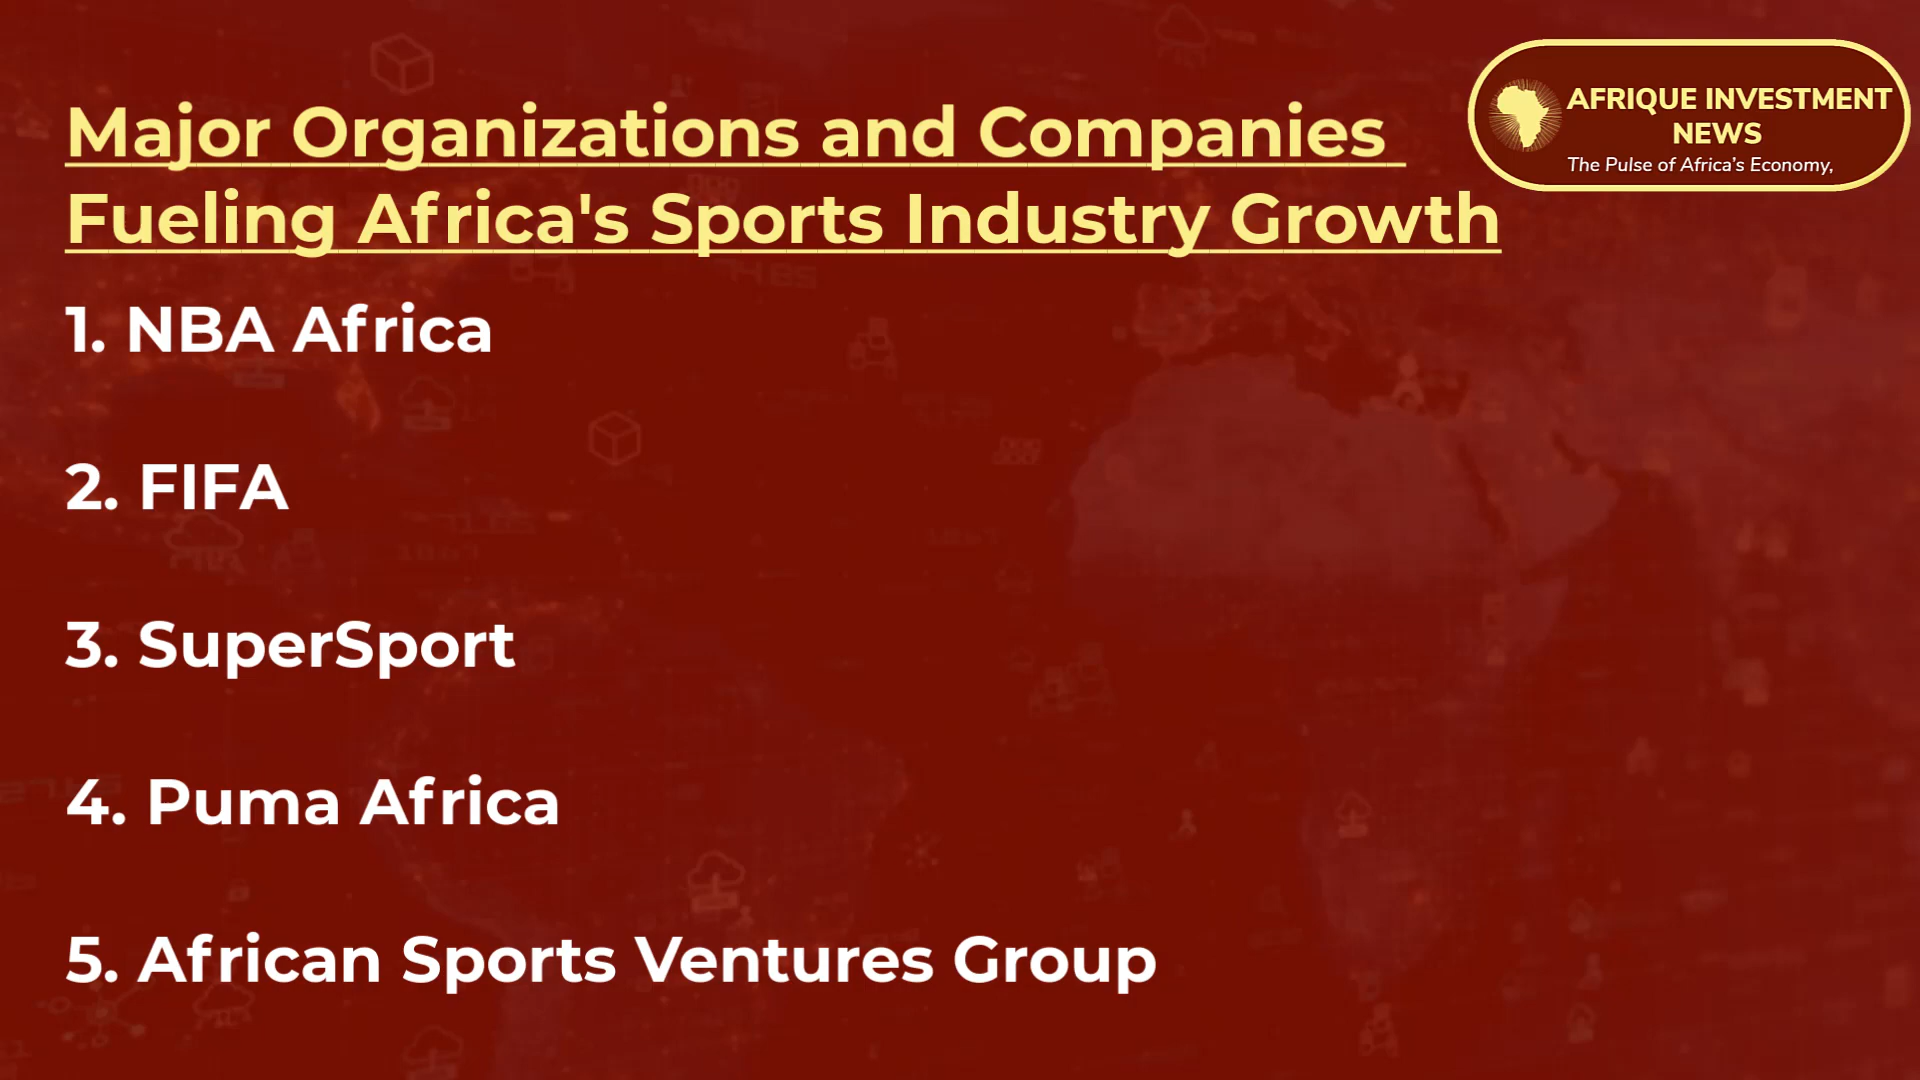 Major Organizations and Companies
Fueling Africa's Sports Industry Growth
AFRIQUE INVESTMENT
NEWS
The Pulse of Africa's Economy,
1. NBA Africa
2. FIFA
3. SuperSport
4. Puma Africa
5. African Sports Ventures Group